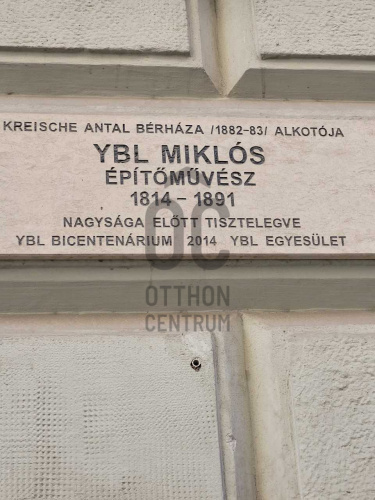 KREISCHE ANTAL BÉRHÁZA /1882-83/ ALKOTÓJA
YBL MIKLÓS
ÉPÍTŐMŰVÉSZ
1814 - 1891
NAGYSÁGA ELŐTT TISZTELEGVE
YBL BICENTENÁRIUM 2014 YBL EGYESÜLET
ÓC
OTTHON
CENTRUM